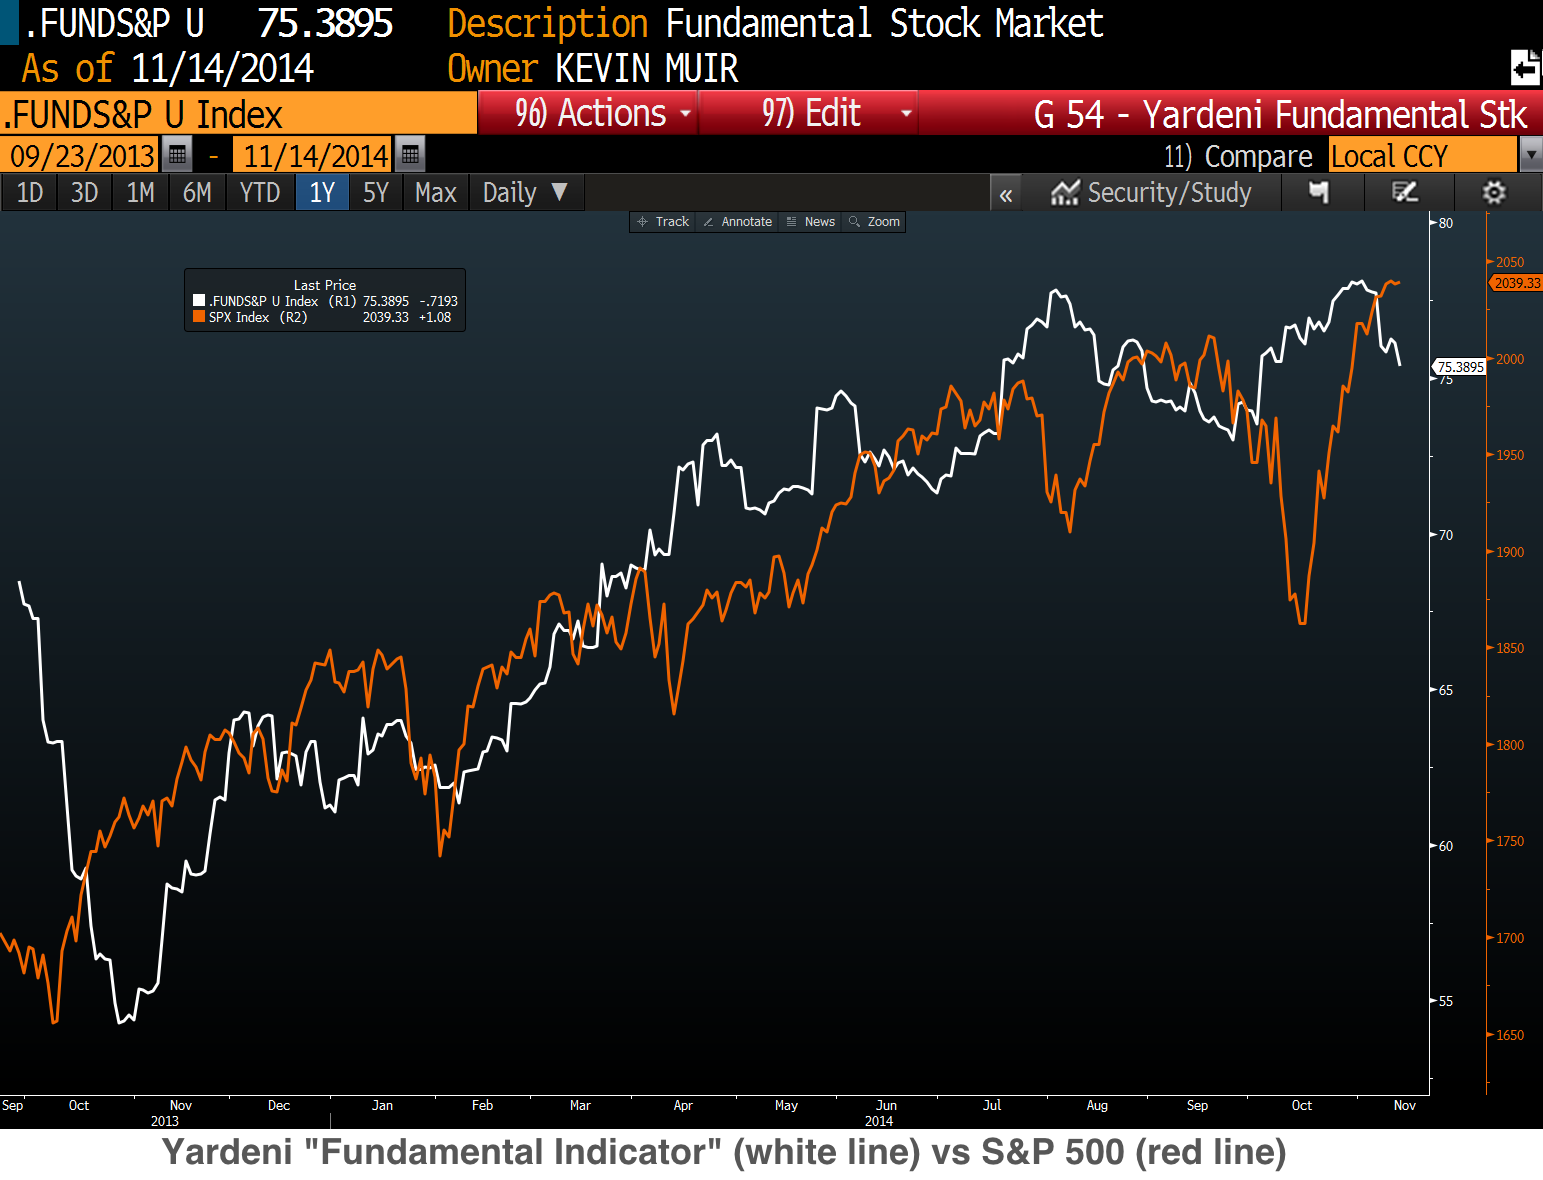 .FUNDS&P U 75.3895 Description Fundamental Stock Market
As of 11/14/2014 Owner KEVIN MUIR
.FUNDS&P U Index 96) Actions 97) Edit G 54 - Yardeni Fundamental Stk
09/23/2013 - 11/14/2014 11) Compare Local CCY
1D 3D 1M 6M YTD 1Y 5Y Max Daily ▼ « Security/Study
Track Annotate News Zoom
Last Price
.FUNDS&P U Index (R1) 75.3895 -.7193
SPX Index (R2) 2039.33 +1.08
80
75.3895
75
70
65
60
55
2050
2039.33
2000
1950
1900
1850
1800
1750
1700
1650
Sep Oct Nov Dec Jan Feb Mar Apr May Jun Jul Aug Sep Oct Nov
2013 2014
Yardeni "Fundamental Indicator" (white line) vs S&P 500 (red line)